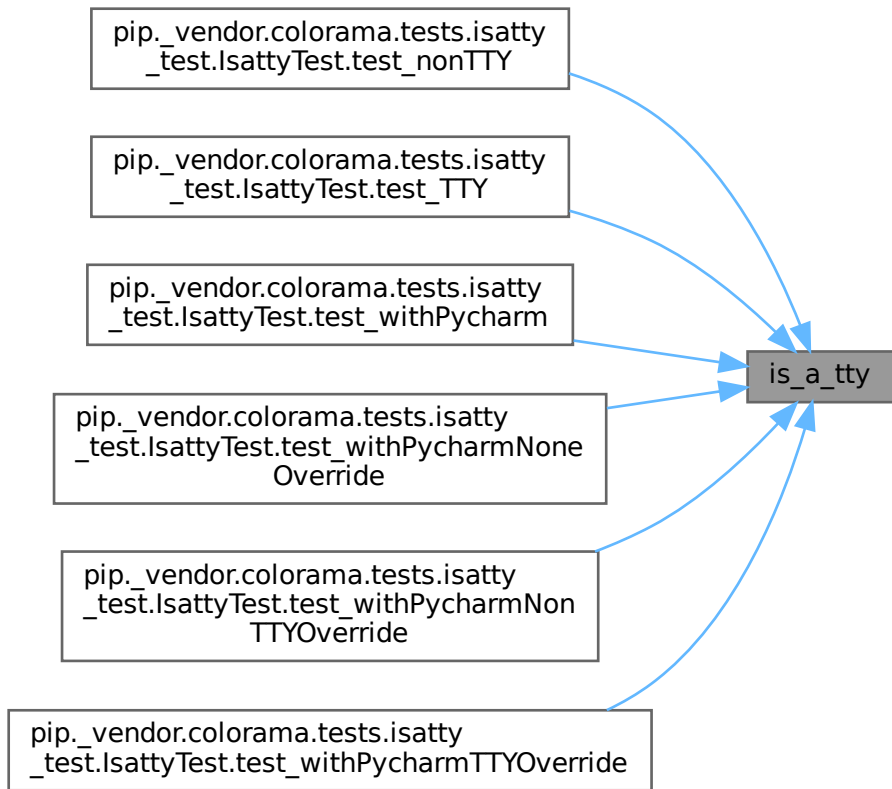 pip._vendor.colorama.tests.isatty
_test.IsattyTest.test_nonTTY
pip._vendor.colorama.tests.isatty
_test.IsattyTest.test_TTY
pip._vendor.colorama.tests.isatty
_test.IsattyTest.test_withPycharm
is_a_tty
pip._vendor.colorama.tests.isatty
_test.IsattyTest.test_withPycharmNone
Override
pip._vendor.colorama.tests.isatty
_test.IsattyTest.test_withPycharmNon
TTYOverride
pip._vendor.colorama.tests.isatty
_test.IsattyTest.test_withPycharmTTYOverride